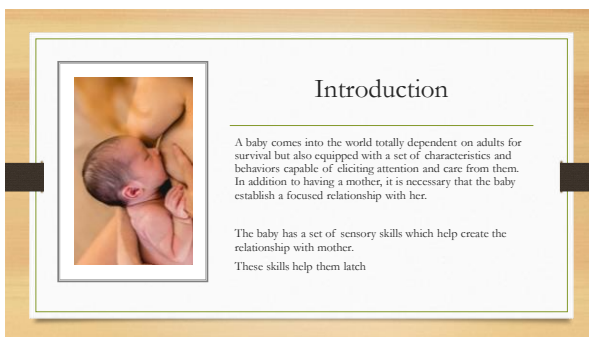 Introduction
A baby comes into the world totally dependent on adults for
survival but also equipped with a set of characteristics and
behaviors capable of eliciting attention and care from them.
In addition to having a mother, it is necessary that the baby
establish a focused relationship with her.
The baby has a set of sensory skills which help create the
relationship with mother.
These skills help them latch